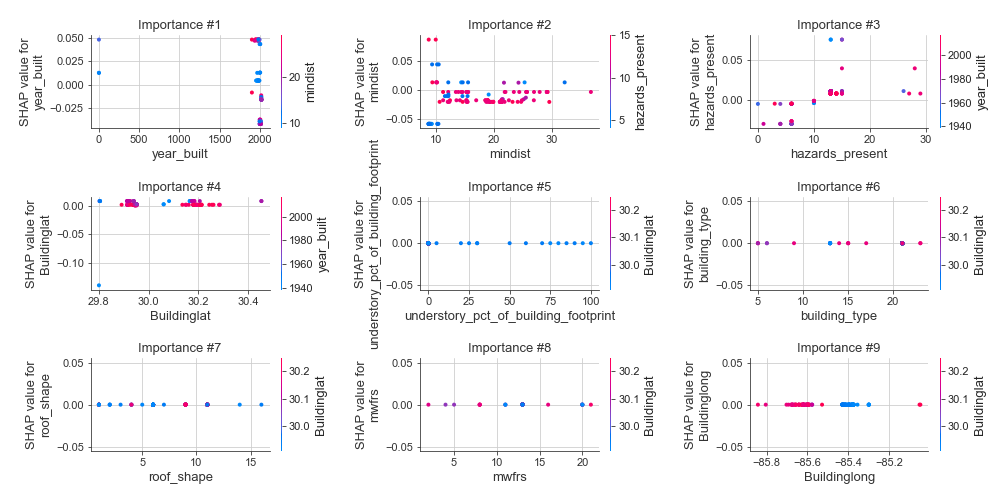 Importance #1
0.050
0.025
0.000
−0.025
SHAP value for
year_built
0
500
1000
1500
2000
year_built
20
10
mindist
Importance #2
0.05
0.00
−0.05
SHAP value for
mindist
10
20
30
mindist
15
10
5
hazards_present
Importance #3
0.05
0.00
SHAP value for
hazards_present
0
10
20
30
hazards_present
2000
1980
1960
1940
year_built
Importance #4
0.00
−0.05
−0.10
SHAP value for
Buildinglat
29.8
30.0
30.2
30.4
Buildinglat
2000
1980
1960
1940
year_built
Importance #5
0.05
0.00
−0.05
SHAP value for
understory_pct_of_building_footprint
0
25
50
75
100
understory_pct_of_building_footprint
30.2
30.1
30.0
Buildinglat
Importance #6
0.05
0.00
−0.05
SHAP value for
building_type
5
10
15
20
building_type
30.2
30.1
30.0
Buildinglat
Importance #7
0.05
0.00
−0.05
SHAP value for
roof_shape
5
10
15
roof_shape
30.2
30.1
30.0
Buildinglat
Importance #8
0.05
0.00
−0.05
SHAP value for
mwfrs
5
10
15
20
mwfrs
30.2
30.1
30.0
Buildinglat
Importance #9
0.05
0.00
−0.05
SHAP value for
Buildinglong
−85.8
−85.6
−85.4
−85.2
Buildinglong
30.2
30.1
30.0
Buildinglat